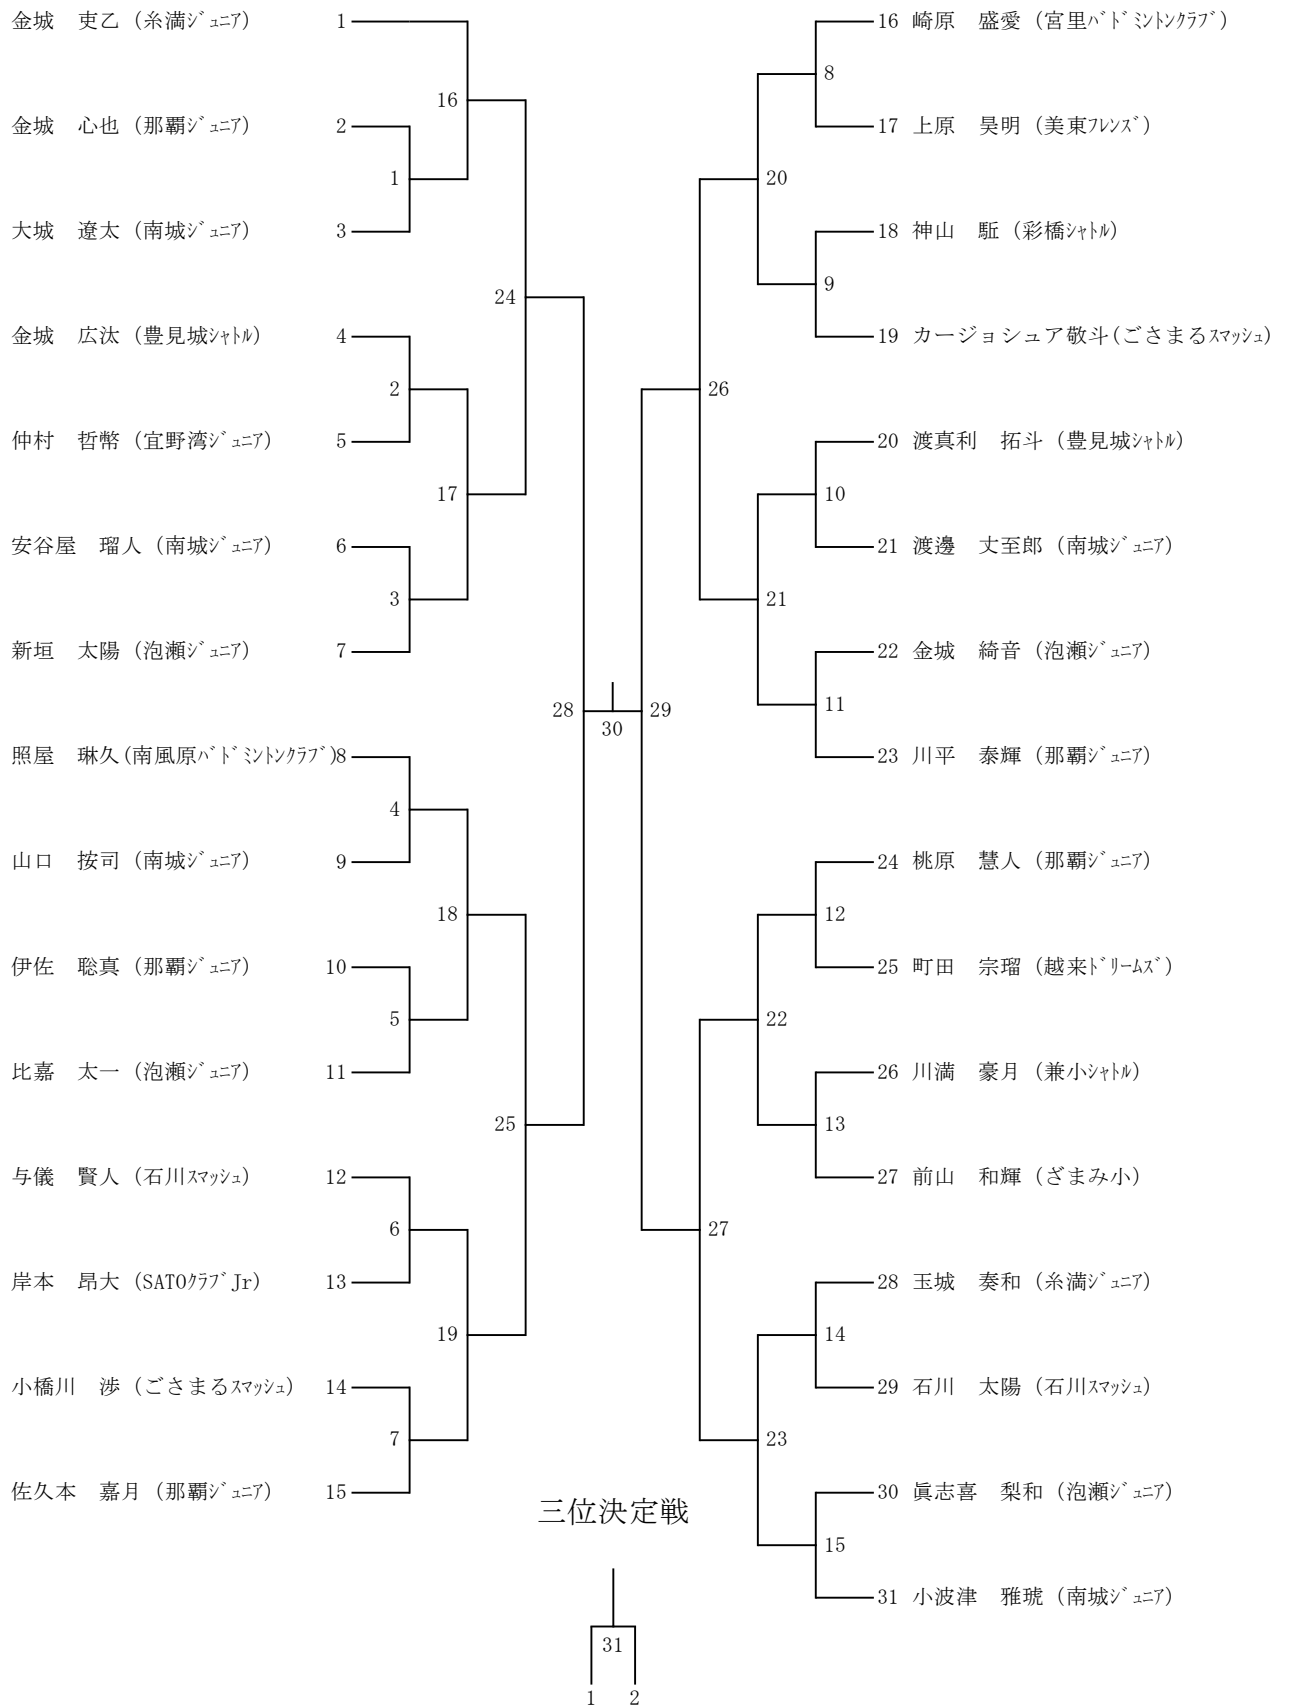 金城　吏乙（糸満ｼﾞｭﾆｱ） 1
金城　心也（那覇ｼﾞｭﾆｱ） 2
大城　遼太（南城ｼﾞｭﾆｱ） 3
金城　広汰（豊見城ｼｬﾄﾙ） 4
仲村　哲幣（宜野湾ｼﾞｭﾆｱ） 5
安谷屋　瑠人（南城ｼﾞｭﾆｱ） 6
新垣　太陽（泡瀬ｼﾞｭﾆｱ） 7
照屋　琳久(南風原ﾊﾞﾄﾞﾐﾝﾄﾝｸﾗﾌﾞ) 8
山口　按司（南城ｼﾞｭﾆｱ） 9
伊佐　聡真（那覇ｼﾞｭﾆｱ） 10
比嘉　太一（泡瀬ｼﾞｭﾆｱ） 11
与儀　賢人（石川ｽﾏｯｼｭ） 12
岸本　昂大（SATOｸﾗﾌﾞJr） 13
小橋川　渉（ごさまるｽﾏｯｼｭ） 14
佐久本　嘉月（那覇ｼﾞｭﾆｱ） 15
1
2
3
4
5
6
7
16
17
18
19
24
25
28
30
29
26
27
20
21
22
23
8
9
10
11
12
13
14
15
16 崎原　盛愛（宮里ﾊﾞﾄﾞﾐﾝﾄﾝｸﾗﾌﾞ）
17 上原　昊明（美東ﾌﾚﾝｽﾞ）
18 神山　駈（彩橋ｼｬﾄﾙ）
19 カージョシュア敬斗(ごさまるｽﾏｯｼｭ)
20 渡真利　拓斗（豊見城ｼｬﾄﾙ）
21 渡邊　丈至郎（南城ｼﾞｭﾆｱ）
22 金城　綺音（泡瀬ｼﾞｭﾆｱ）
23 川平　泰輝（那覇ｼﾞｭﾆｱ）
24 桃原　慧人（那覇ｼﾞｭﾆｱ）
25 町田　宗瑠（越来ﾄﾞﾘｰﾑｽﾞ）
26 川満　豪月（兼小ｼｬﾄﾙ）
27 前山　和輝（ざまみ小）
28 玉城　奏和（糸満ｼﾞｭﾆｱ）
29 石川　太陽（石川ｽﾏｯｼｭ）
30 眞志喜　梨和（泡瀬ｼﾞｭﾆｱ）
31 小波津　雅琥（南城ｼﾞｭﾆｱ）
三位決定戦
31
1 2